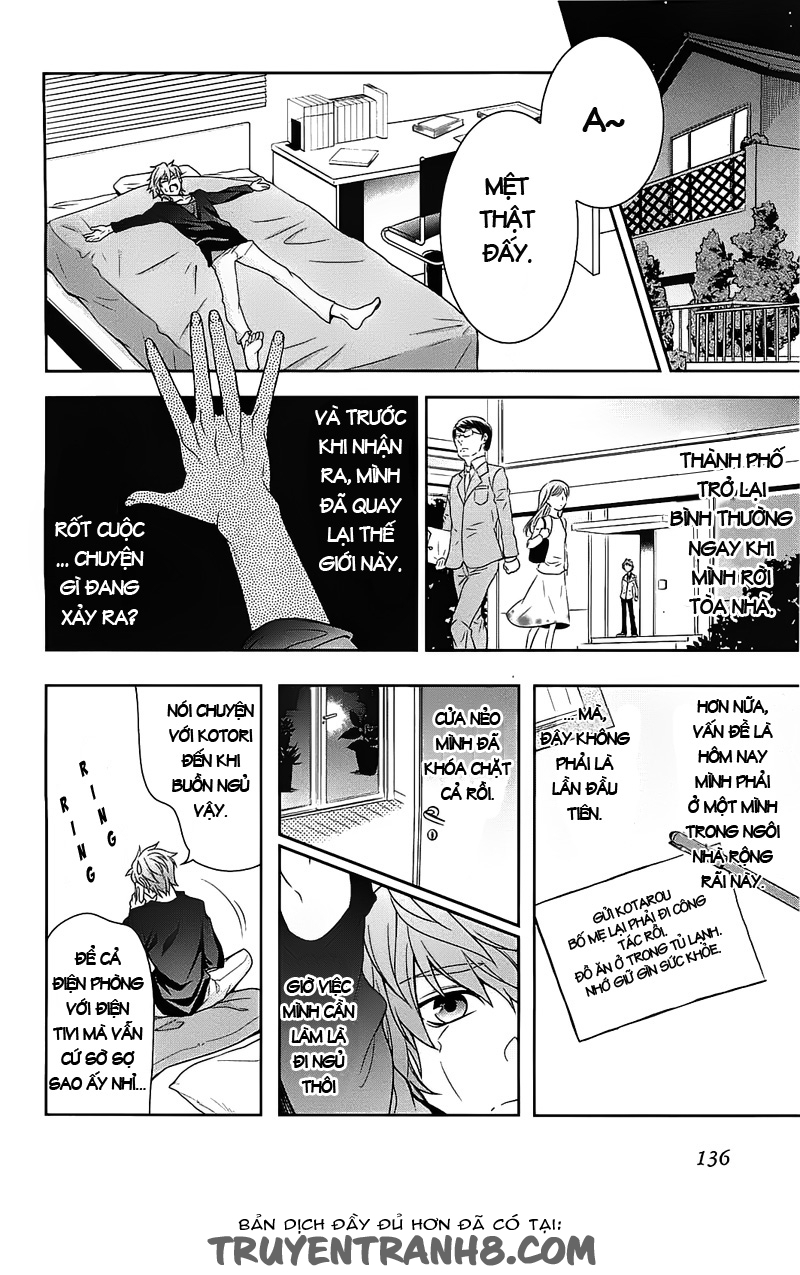 A~
MỆT
THẬT
ĐẤY.
THÀNH PHỐ
TRỞ LẠI
BÌNH THƯỜNG
NGAY KHI
MÌNH RỜI
TÒA NHÀ,
VÀ TRƯỚC
KHI NHẬN
RA, MÌNH
ĐÃ QUAY
LẠI THẾ
GIỚI NÀY.
RỐT CUỘC
... CHUYỆN
GÌ ĐANG
XẢY RA?
HƠN NỮA,
VẤN ĐỀ LÀ
HÔM NAY
MÌNH PHẢI
Ở MỘT MÌNH
TRONG NGÔI
NHÀ RỘNG
RÃI NÀY.
... MÀ,
ĐÂY KHÔNG
PHẢI LÀ
LẦN ĐẦU
TIÊN.
GỬI KOTAROU
BỐ MẸ LẠI PHẢI ĐI CÔNG
TÁC RỒI.
ĐỒ ĂN Ở TRONG TỦ LẠNH.
NHỚ GIỮ GÌN SỨC KHỎE.
CỬA NẺO
MÌNH ĐÃ
KHÓA CHẶT
CẢ RỒI.
GIỜ VIỆC
MÌNH CẦN
LÀM LÀ
ĐI NGỦ
THÔI
NÓI CHUYỆN
VỚI KOTORI
ĐẾN KHI
BUỒN NGỦ
VẬY.
RING
RING
ĐỂ CẢ
ĐIỆN PHÒNG
VỚI ĐIỆN
TIVI MÀ VẪN
CỨ SỜ SỢ
SAO ẤY NHỈ...
136
BẢN DỊCH ĐẦY ĐỦ HƠN ĐÃ CÓ TẠI:
TRUYENTRANH8.COM